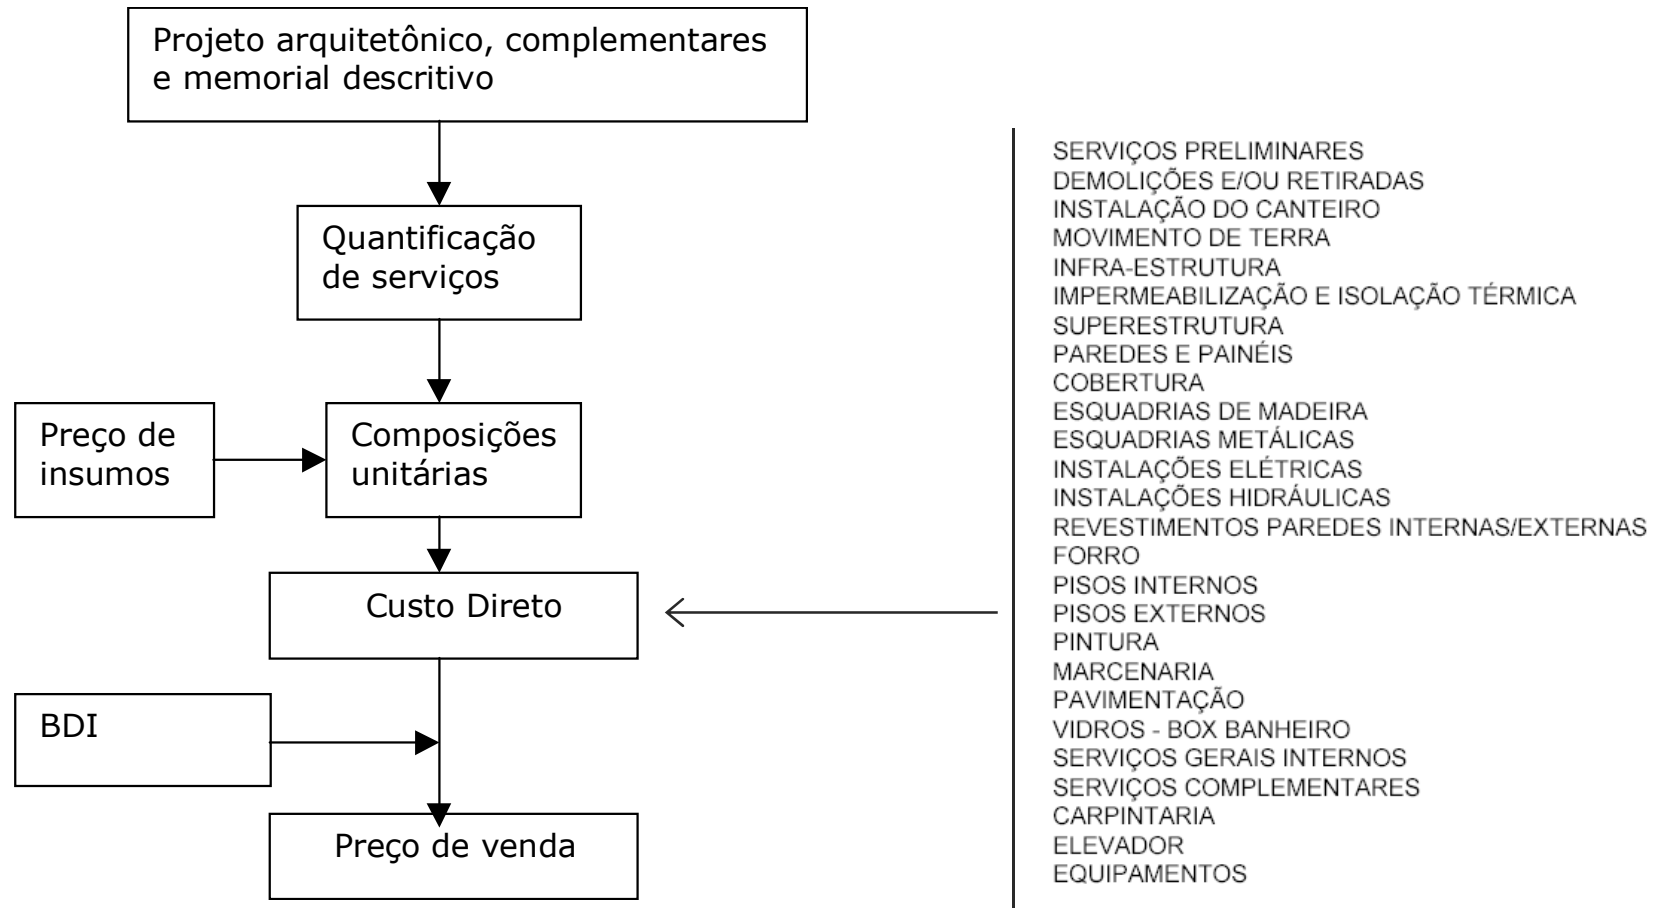 Projeto arquitetônico, complementares
e memorial descritivo
Quantificação
de serviços
Preço de
insumos
Composições
unitárias
Custo Direto
BDI
Preço de venda
SERVIÇOS PRELIMINARES
DEMOLIÇÕES E/OU RETIRADAS
INSTALAÇÃO DO CANTEIRO
MOVIMENTO DE TERRA
INFRA-ESTRUTURA
IMPERMEABILIZAÇÃO E ISOLAÇÃO TÉRMICA
SUPERESTRUTURA
PAREDES E PAINÉIS
COBERTURA
ESQUADRIAS DE MADEIRA
ESQUADRIAS METÁLICAS
INSTALAÇÕES ELÉTRICAS
INSTALAÇÕES HIDRÁULICAS
REVESTIMENTOS PAREDES INTERNAS/EXTERNAS
FORRO
PISOS INTERNOS
PISOS EXTERNOS
PINTURA
MARCENARIA
PAVIMENTAÇÃO
VIDROS - BOX BANHEIRO
SERVIÇOS GERAIS INTERNOS
SERVIÇOS COMPLEMENTARES
CARPINTARIA
ELEVADOR
EQUIPAMENTOS